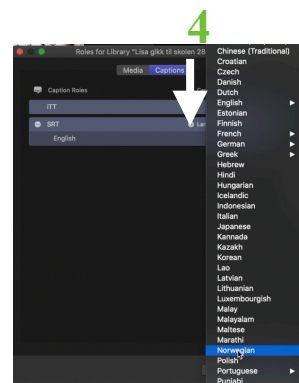 4
Roles for Library "Lisa gikk til skolen 28
Media Captions
Caption Roles
iTT
SRT
English
Chinese (Traditional)
Croatian
Czech
Danish
Dutch
English
Estonian
Finnish
French
German
Greek
Hebrew
Hindi
Hungarian
Icelandic
Indonesian
Italian
Japanese
Kannada
Kazakh
Korean
Lao
Latvian
Lithuanian
Luxembourgish
Malay
Malayalam
Maltese
Marathi
Norwegian
Polish
Portuguese
Punjabi